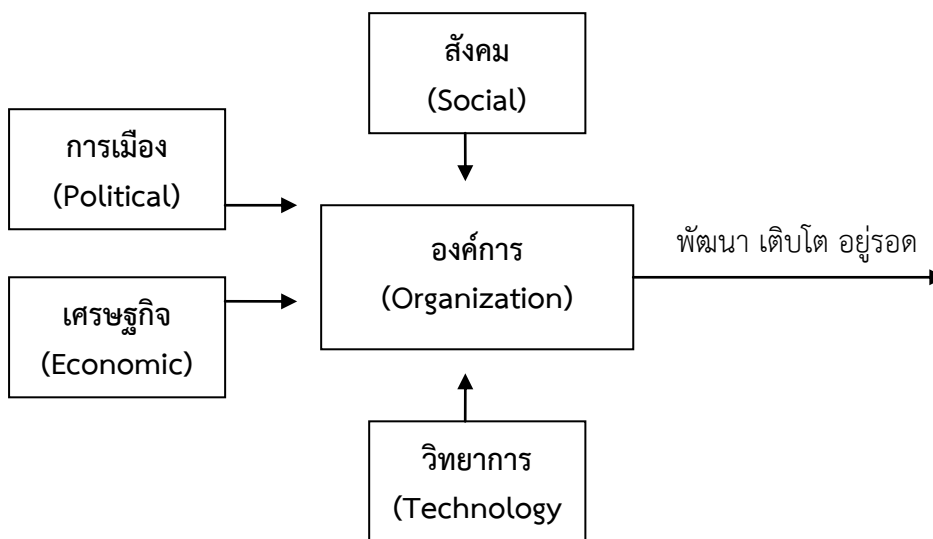 สังคม
(Social)
การเมือง
(Political)
องค์การ
(Organization)
พัฒนา เติบโต อยู่รอด
เศรษฐกิจ
(Economic)
วิทยาการ
(Technology